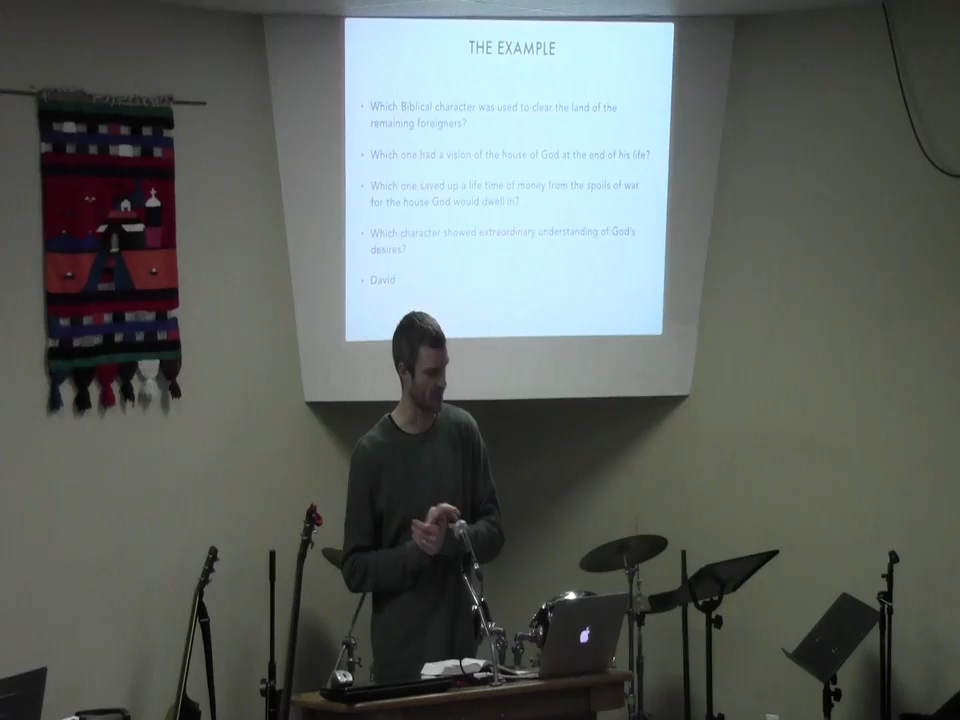 THE EXAMPLE
• Which Biblical character was used to clear the land of the
remaining foreigners?
• Which one had a vision of the house of God at the end of his life?
• Which one saved up a life time of money from the spoils of war
for the house God would dwell in?
• Which character showed extraordinary understanding of God's
desires?
• David